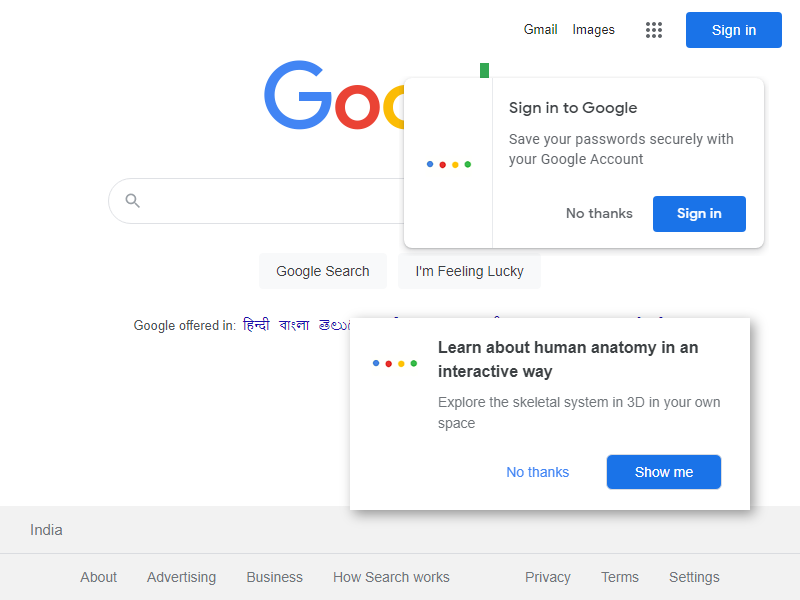 Gmail Images Sign in
Sign in to Google
Save your passwords securely with
your Google Account
No thanks Sign in
Google Search I'm Feeling Lucky
Google offered in: हिन्दी বাংলা
Learn about human anatomy in an
interactive way
Explore the skeletal system in 3D in your own
space
No thanks Show me
India
About Advertising Business How Search works Privacy Terms Settings